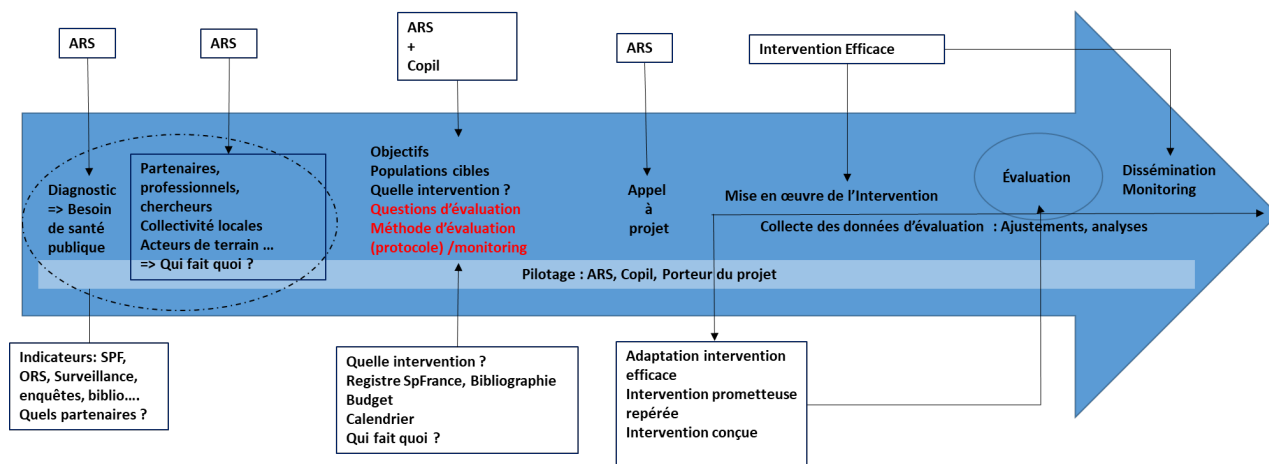 ARS
ARS
ARS
+
Copil
ARS
Intervention Efficace
Diagnostic
=> Besoin
de santé
publique
Partenaires,
professionnels,
chercheurs
Collectivité locales
Acteurs de terrain …
=> Qui fait quoi ?
Objectifs
Populations cibles
Quelle intervention ?
Questions d’évaluation
Méthode d’évaluation
(protocole) /monitoring
Appel
à
projet
Mise en œuvre de l’Intervention
Évaluation
Dissémination
Monitoring
Collecte des données d’évaluation : Ajustements, analyses
Pilotage : ARS, Copil, Porteur du projet
Indicateurs: SPF,
ORS, Surveillance,
enquêtes, biblio….
Quels partenaires ?
Quelle intervention ?
Registre SpFrance, Bibliographie
Budget
Calendrier
Qui fait quoi ?
Adaptation intervention
efficace
Intervention prometteuse
repérée
Intervention conçue